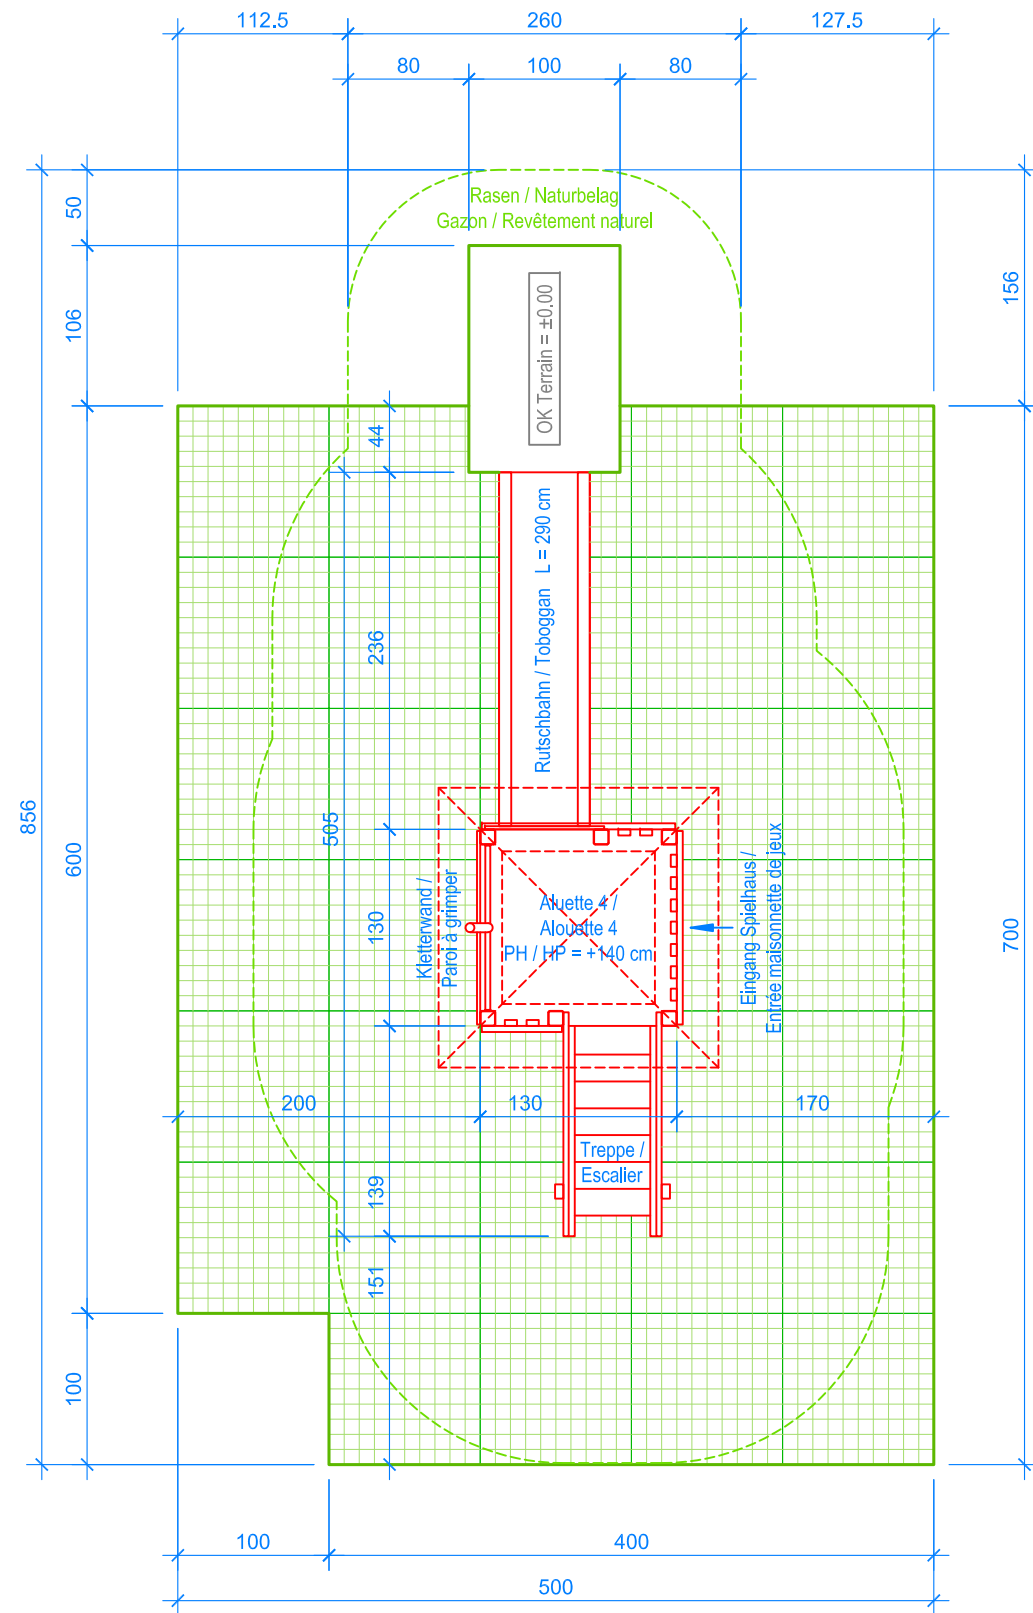 112.5
260
127.5
80
100
80
50
156
Rasen / Naturbelag
Gazon / Revêtement naturel
106
OK Terrain = ±0.00
44
236
Rutschbahn / Toboggan L = 290 cm
856
600
505
130
Kletterwand /
Paroi à grimper
Aluette 4 /
Alouette 4
PH / HP = +140 cm
Eingang Spielhaus /
Entrée maisonnette de jeux
700
200
130
170
Treppe /
Escalier
139
151
100
100
400
500